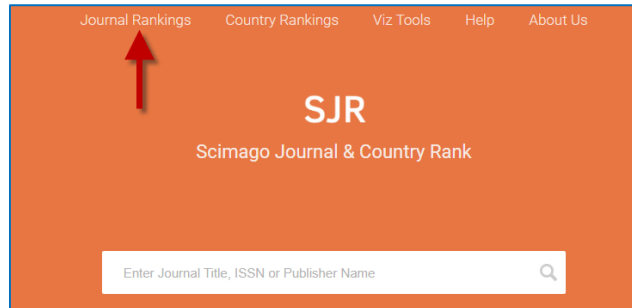 Journal Rankings Country Rankings Viz Tools Help About Us
SJR
Scimago Journal & Country Rank
Enter Journal Title, ISSN or Publisher Name